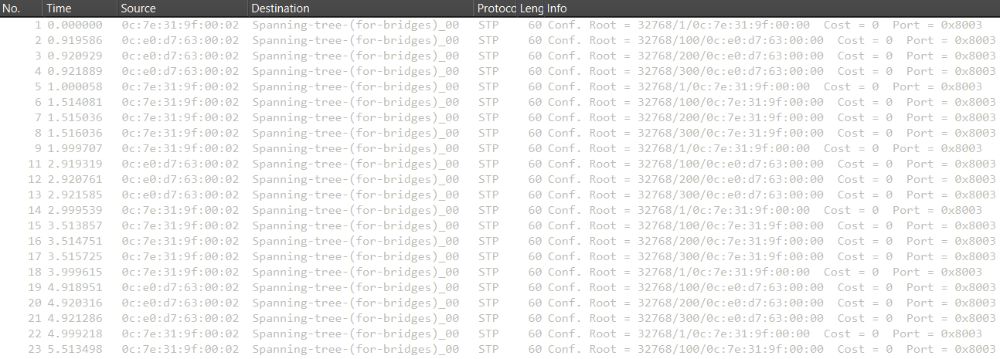 No. Time Source Destination Protoco Leng Info
1 0.000000 0c:7e:31:9f:00:02 Spanning-tree-(for-bridges)_00 STP 60 Conf. Root = 32768/1/0c:7e:31:9f:00:00 Cost = 0 Port = 0x8003
2 0.919586 0c:e0:d7:63:00:02 Spanning-tree-(for-bridges)_00 STP 60 Conf. Root = 32768/100/0c:e0:d7:63:00:00 Cost = 0 Port = 0x8003
3 0.920929 0c:e0:d7:63:00:02 Spanning-tree-(for-bridges)_00 STP 60 Conf. Root = 32768/200/0c:e0:d7:63:00:00 Cost = 0 Port = 0x8003
4 0.921889 0c:e0:d7:63:00:02 Spanning-tree-(for-bridges)_00 STP 60 Conf. Root = 32768/300/0c:e0:d7:63:00:00 Cost = 0 Port = 0x8003
5 1.000058 0c:7e:31:9f:00:02 Spanning-tree-(for-bridges)_00 STP 60 Conf. Root = 32768/1/0c:7e:31:9f:00:00 Cost = 0 Port = 0x8003
6 1.514081 0c:7e:31:9f:00:02 Spanning-tree-(for-bridges)_00 STP 60 Conf. Root = 32768/100/0c:7e:31:9f:00:00 Cost = 0 Port = 0x8003
7 1.515036 0c:7e:31:9f:00:02 Spanning-tree-(for-bridges)_00 STP 60 Conf. Root = 32768/200/0c:7e:31:9f:00:00 Cost = 0 Port = 0x8003
8 1.516036 0c:7e:31:9f:00:02 Spanning-tree-(for-bridges)_00 STP 60 Conf. Root = 32768/300/0c:7e:31:9f:00:00 Cost = 0 Port = 0x8003
9 1.999707 0c:7e:31:9f:00:02 Spanning-tree-(for-bridges)_00 STP 60 Conf. Root = 32768/1/0c:7e:31:9f:00:00 Cost = 0 Port = 0x8003
11 2.919319 0c:e0:d7:63:00:02 Spanning-tree-(for-bridges)_00 STP 60 Conf. Root = 32768/100/0c:e0:d7:63:00:00 Cost = 0 Port = 0x8003
12 2.920761 0c:e0:d7:63:00:02 Spanning-tree-(for-bridges)_00 STP 60 Conf. Root = 32768/200/0c:e0:d7:63:00:00 Cost = 0 Port = 0x8003
13 2.921585 0c:e0:d7:63:00:02 Spanning-tree-(for-bridges)_00 STP 60 Conf. Root = 32768/300/0c:e0:d7:63:00:00 Cost = 0 Port = 0x8003
14 2.999539 0c:7e:31:9f:00:02 Spanning-tree-(for-bridges)_00 STP 60 Conf. Root = 32768/1/0c:7e:31:9f:00:00 Cost = 0 Port = 0x8003
15 3.513857 0c:7e:31:9f:00:02 Spanning-tree-(for-bridges)_00 STP 60 Conf. Root = 32768/100/0c:7e:31:9f:00:00 Cost = 0 Port = 0x8003
16 3.514751 0c:7e:31:9f:00:02 Spanning-tree-(for-bridges)_00 STP 60 Conf. Root = 32768/200/0c:7e:31:9f:00:00 Cost = 0 Port = 0x8003
17 3.515725 0c:7e:31:9f:00:02 Spanning-tree-(for-bridges)_00 STP 60 Conf. Root = 32768/300/0c:7e:31:9f:00:00 Cost = 0 Port = 0x8003
18 3.999615 0c:7e:31:9f:00:02 Spanning-tree-(for-bridges)_00 STP 60 Conf. Root = 32768/1/0c:7e:31:9f:00:00 Cost = 0 Port = 0x8003
19 4.918951 0c:e0:d7:63:00:02 Spanning-tree-(for-bridges)_00 STP 60 Conf. Root = 32768/100/0c:e0:d7:63:00:00 Cost = 0 Port = 0x8003
20 4.920316 0c:e0:d7:63:00:02 Spanning-tree-(for-bridges)_00 STP 60 Conf. Root = 32768/200/0c:e0:d7:63:00:00 Cost = 0 Port = 0x8003
21 4.921286 0c:e0:d7:63:00:02 Spanning-tree-(for-bridges)_00 STP 60 Conf. Root = 32768/300/0c:e0:d7:63:00:00 Cost = 0 Port = 0x8003
22 4.999218 0c:7e:31:9f:00:02 Spanning-tree-(for-bridges)_00 STP 60 Conf. Root = 32768/1/0c:7e:31:9f:00:00 Cost = 0 Port = 0x8003
23 5.513498 0c:7e:31:9f:00:02 Spanning-tree-(for-bridges)_00 STP 60 Conf. Root = 32768/100/0c:7e:31:9f:00:00 Cost = 0 Port = 0x8003